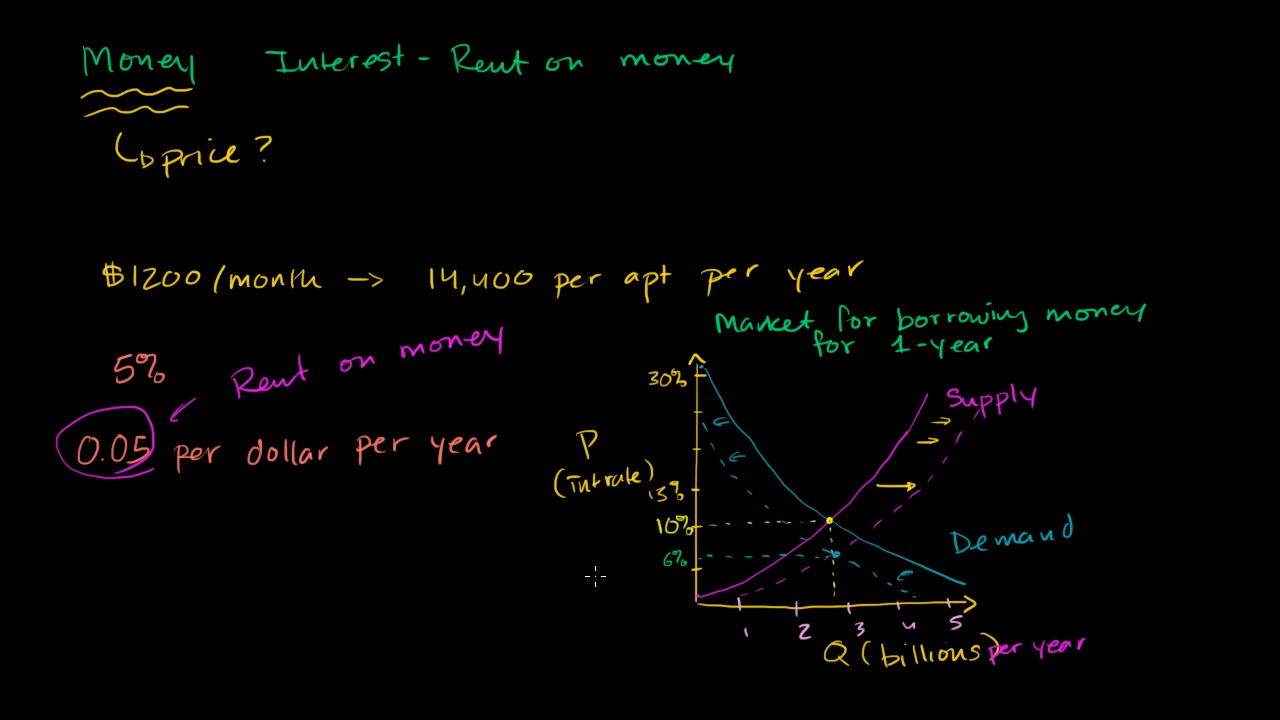 Money Interest - Rent on money
price?
$1200/month -> 14,400 per apt per year
Market for borrowing money
for 1-year
5% Rent on money
0.05 per dollar per year
30%
Supply
P
(int rate)
15%
10%
Demand
6%
1 2 3 4 5
Q (billions) per year